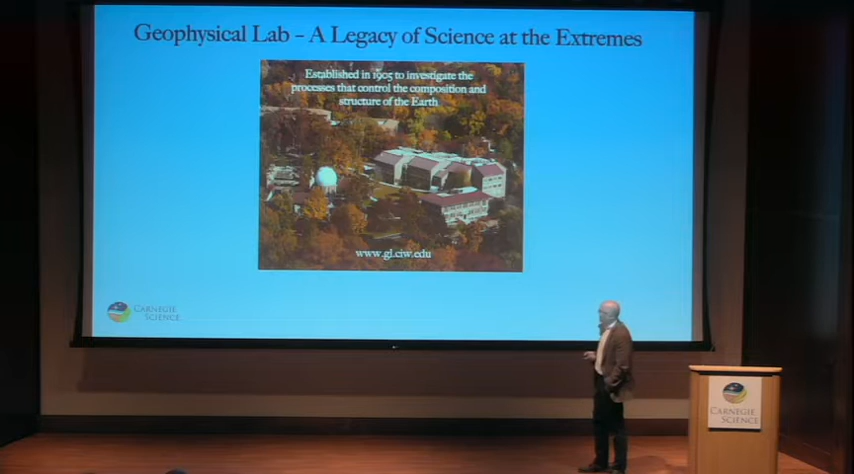 Geophysical Lab – A Legacy of Science at the Extremes
Established in 1905 to investigate the
processes that control the composition and
structure of the Earth
www.gl.ciw.edu
Carnegie
Science
Carnegie
Science